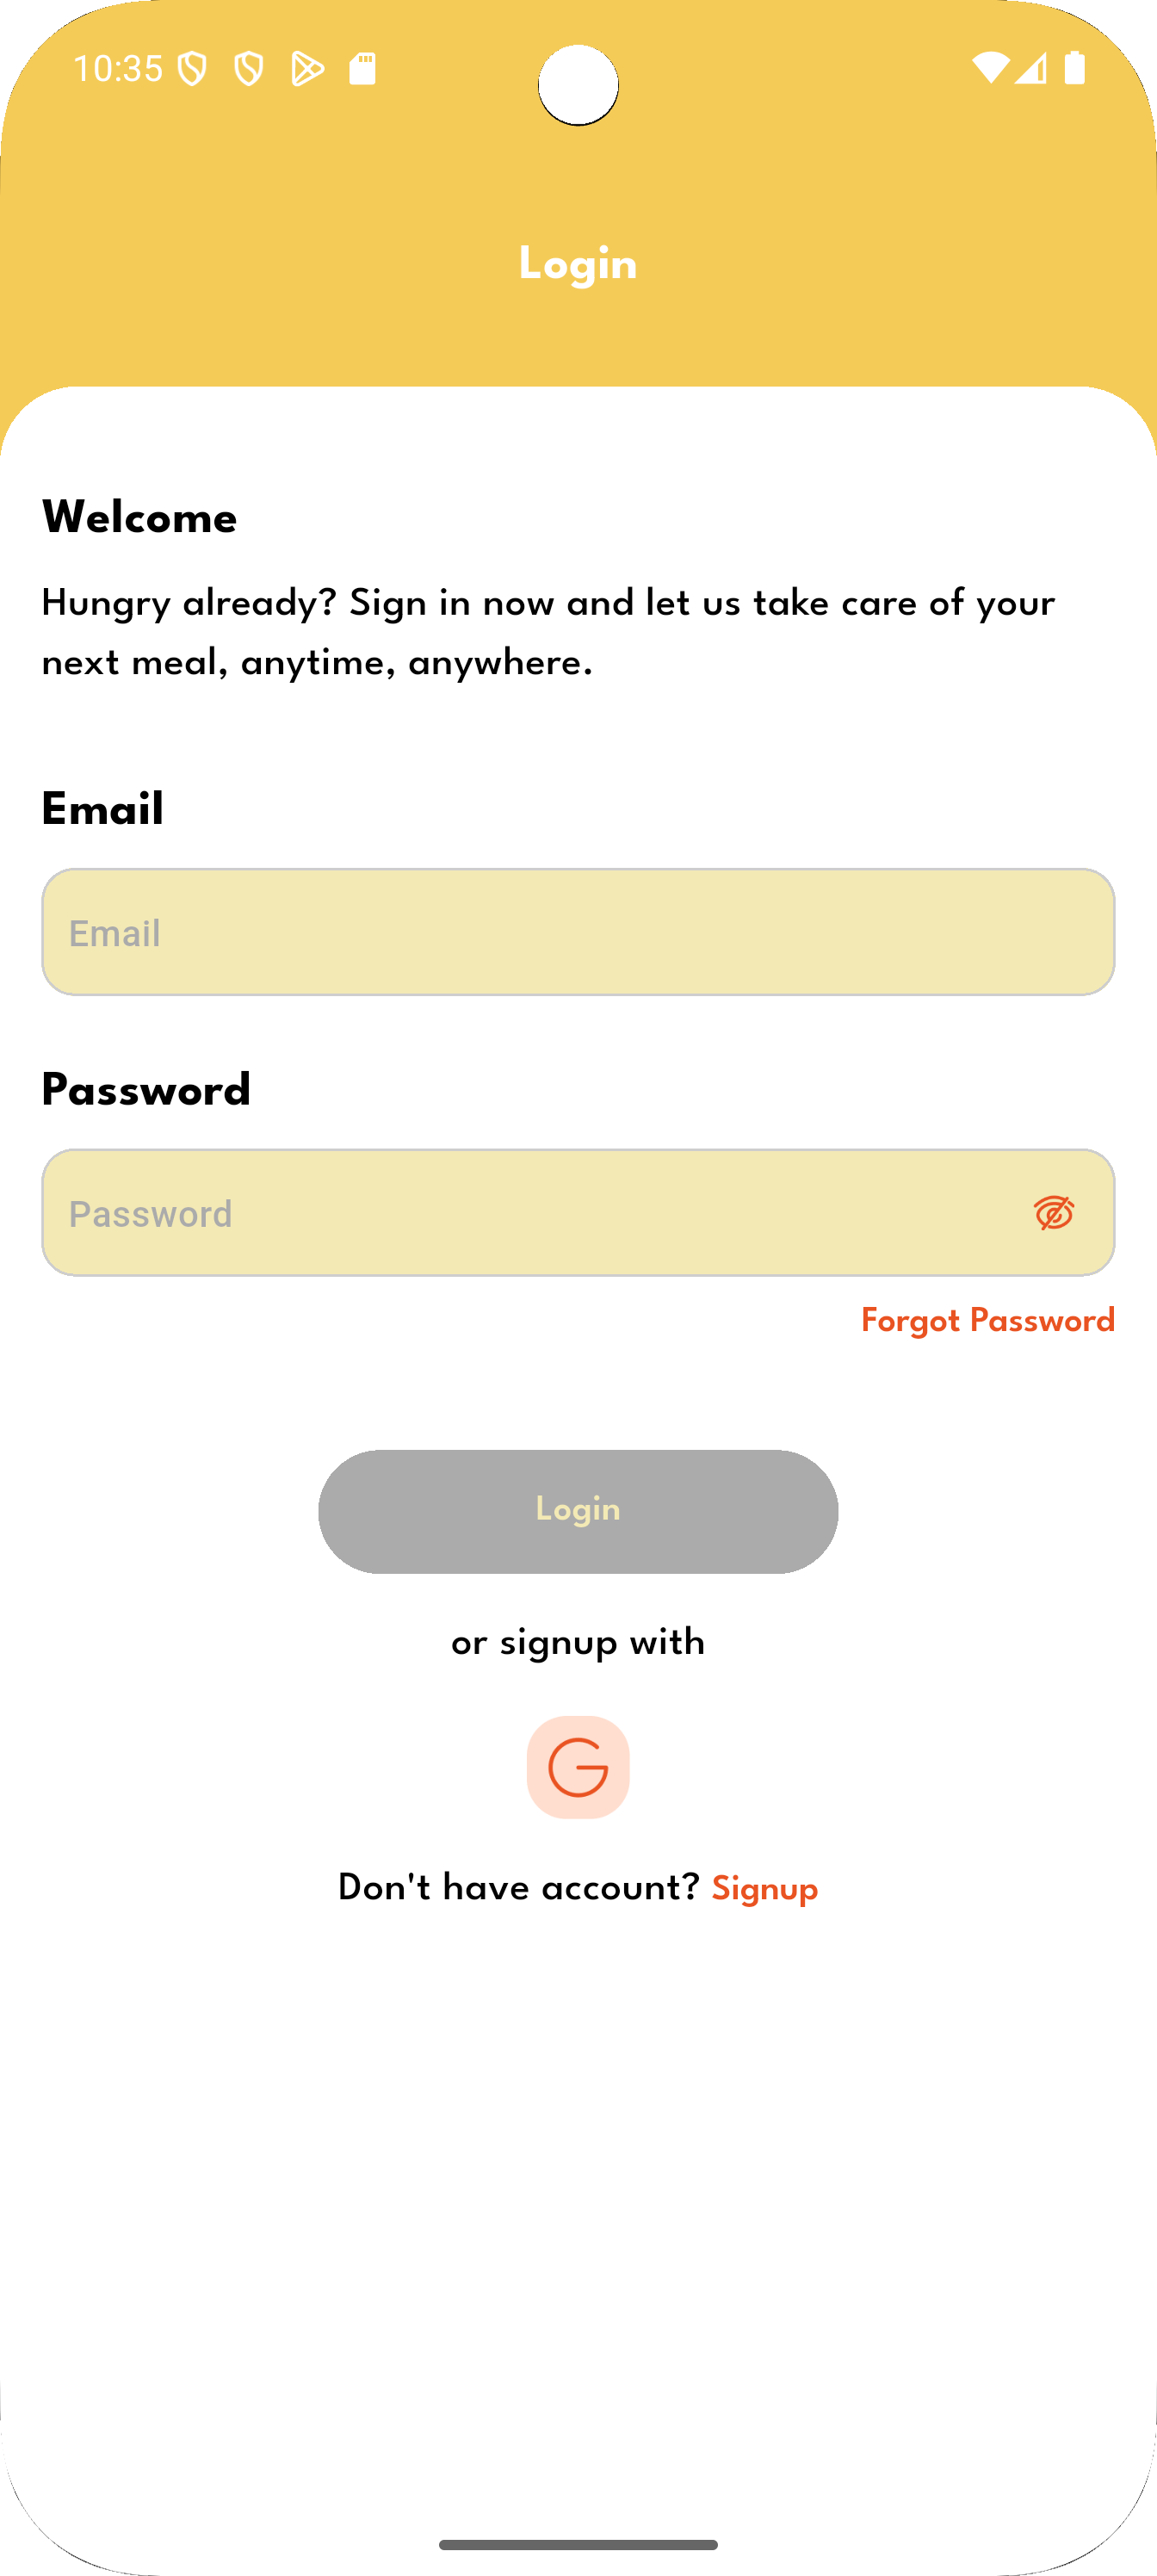 10:35
Login
Welcome
Hungry already? Sign in now and let us take care of your
next meal, anytime, anywhere.
Email
Email
Password
Password
Forgot Password
Login
or signup with
Don't have account? Signup